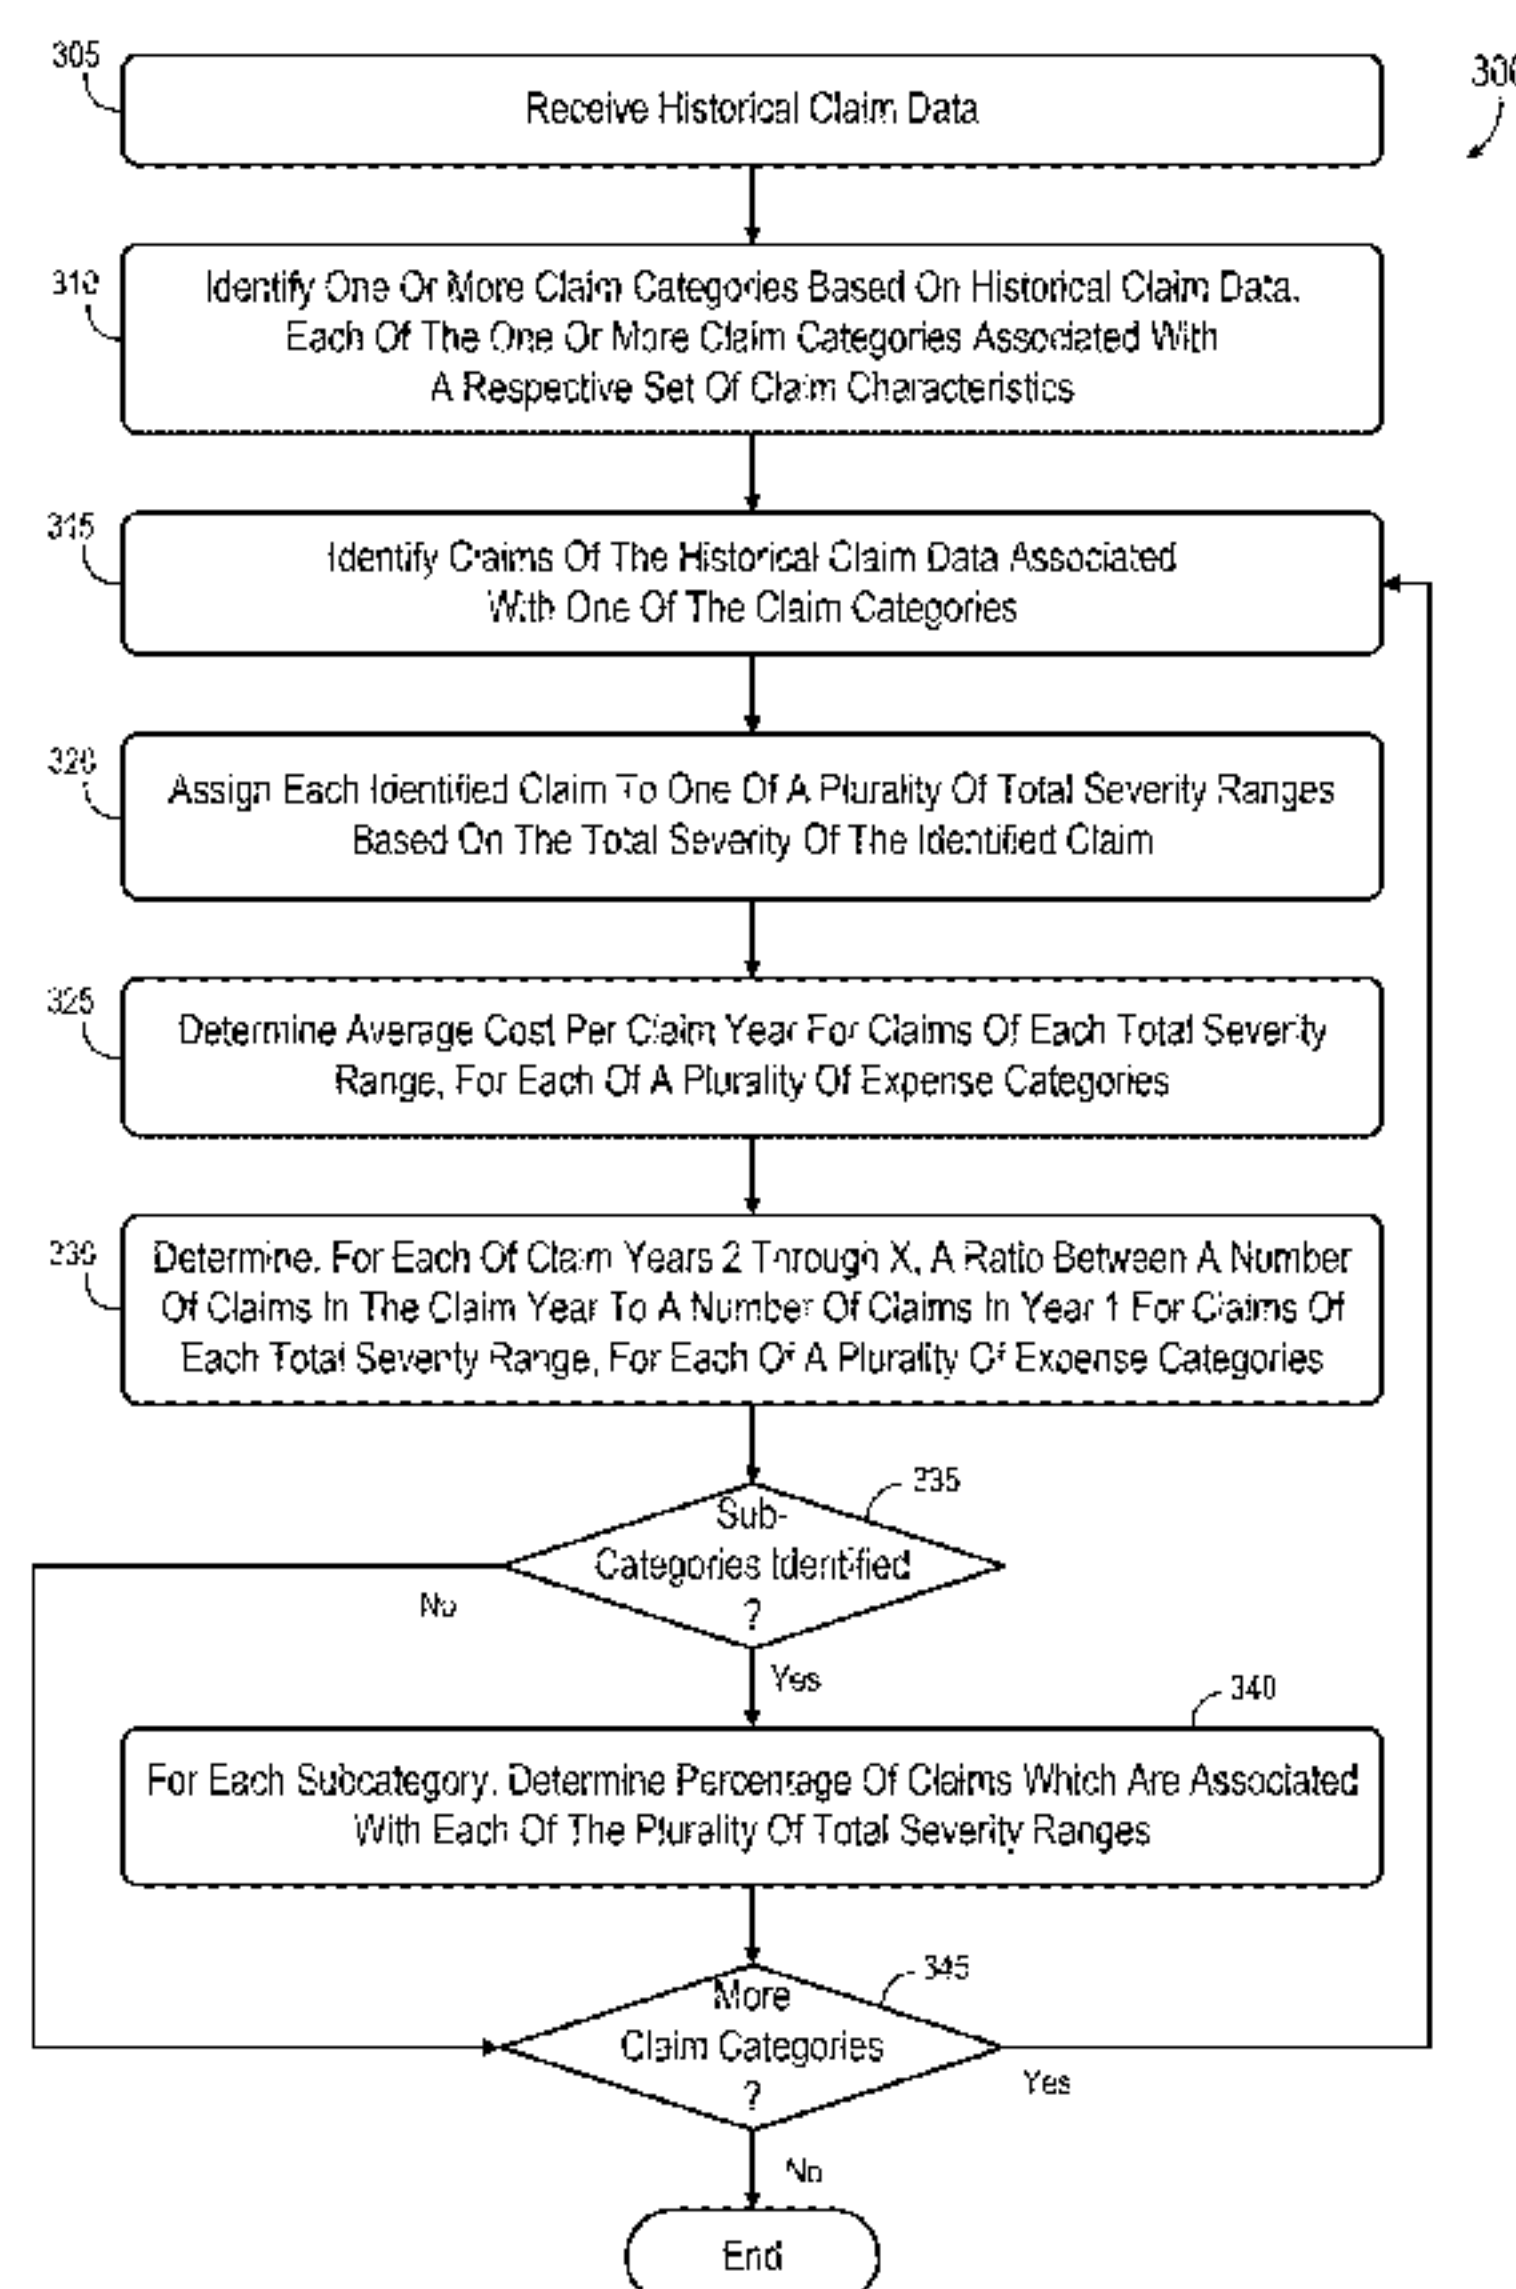 305
300
Receive Historical Claim Data
310
Identify One Or More Claim Categories Based On Historical Claim Data,
Each Of The One Or More Claim Categories Associated With
A Respective Set Of Claim Characteristics
315
Identify Claims Of The Historical Claim Data Associated
With One Of The Claim Categories
320
Assign Each Identified Claim To One Of A Plurality Of Total Severity Ranges
Based On The Total Severity Of The Identified Claim
325
Determine Average Cost Per Claim Year For Claims Of Each Total Severity
Range, For Each Of A Plurality Of Expense Categories
330
Determine, For Each Of Claim Years 2 Through X, A Ratio Between A Number
Of Claims In The Claim Year To A Number Of Claims In Year 1 For Claims Of
Each Total Severity Range, For Each Of A Plurality Of Expense Categories
335
Sub-
Categories Identified
?
No
Yes
340
For Each Subcategory, Determine Percentage Of Claims Which Are Associated
With Each Of The Plurality Of Total Severity Ranges
345
More
Claim Categories
?
Yes
No
End